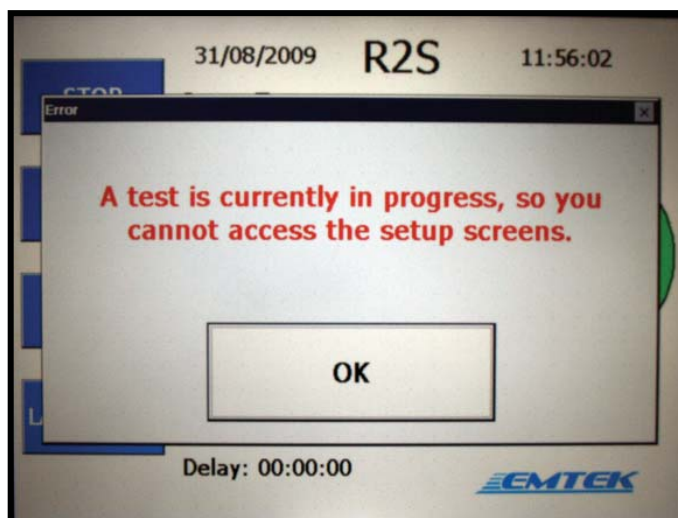 31/08/2009 R2S 11:56:02
STOP
Error
A test is currently in progress, so you
cannot access the setup screens.
OK
L
Delay: 00:00:00
EMTEK